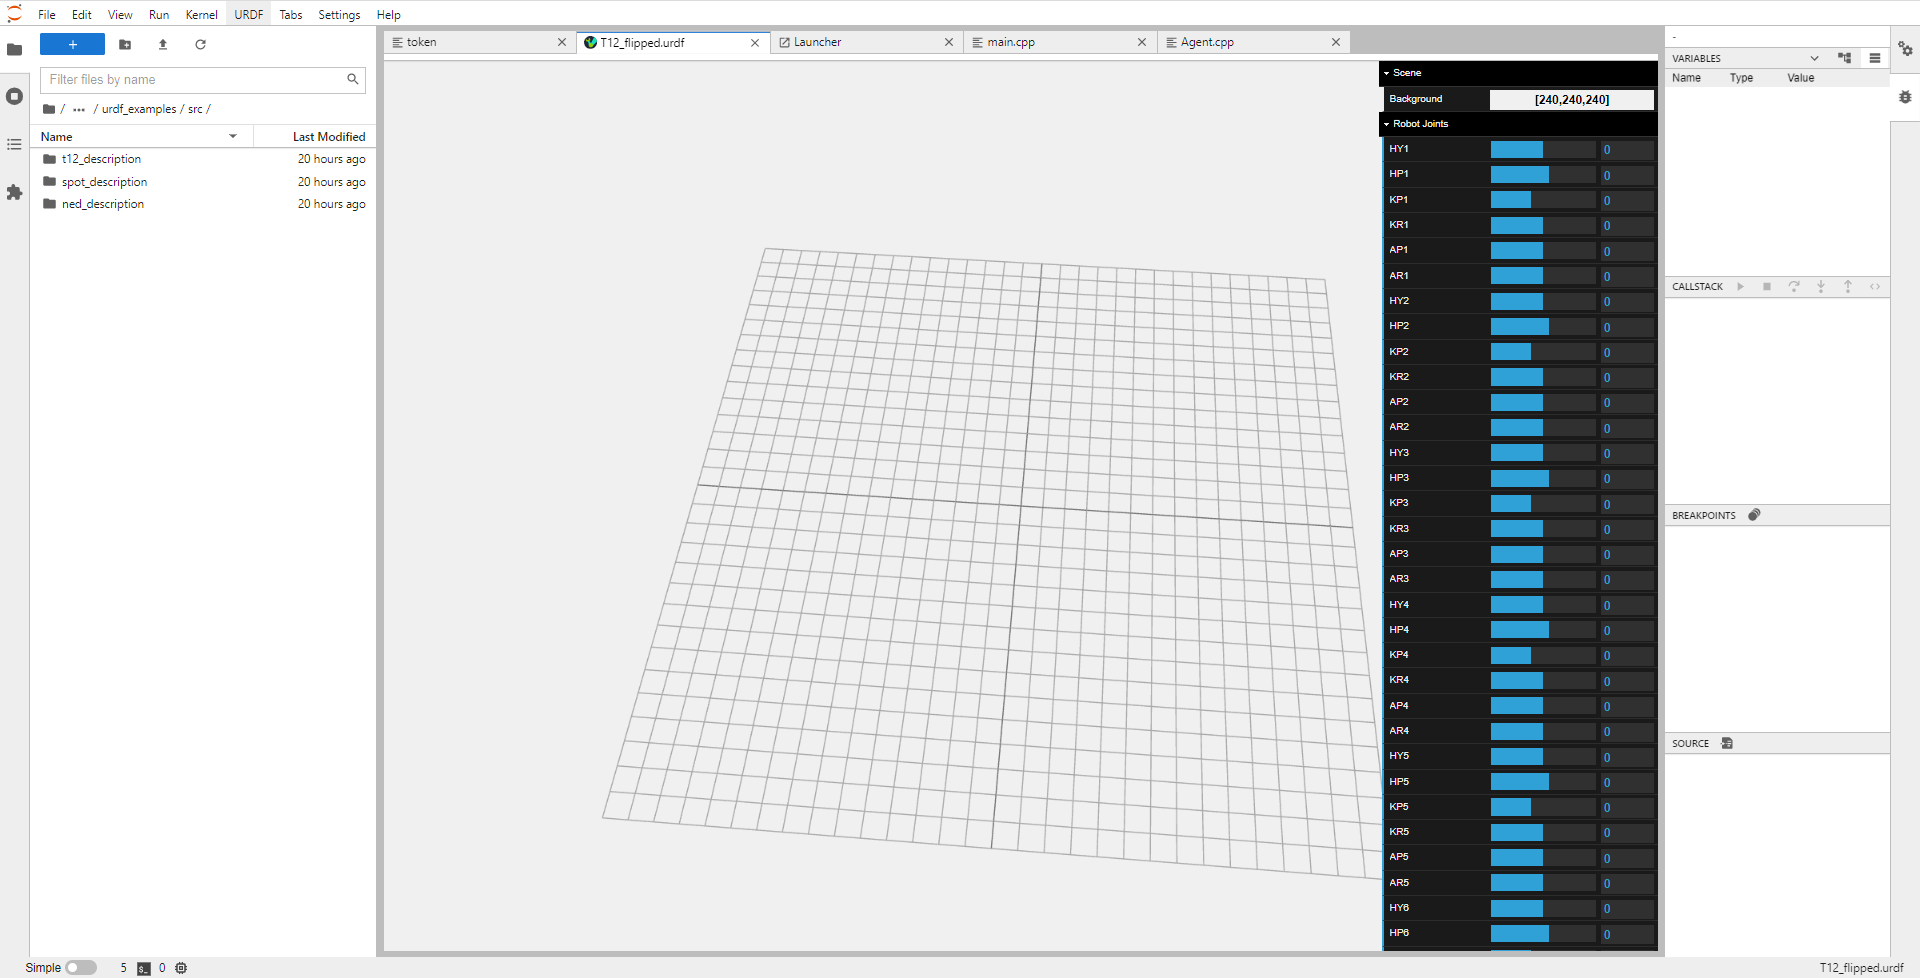 File Edit View Run Kernel URDF Tabs Settings Help
+
Filter files by name
/ ... / urdf_examples / src /
Name Last Modified
t12_description 20 hours ago
spot_description 20 hours ago
ned_description 20 hours ago
token T12_flipped.urdf Launcher main.cpp Agent.cpp
Scene
Background [240,240,240]
Robot Joints
HY1 0
HP1 0
KP1 0
KR1 0
AP1 0
AR1 0
HY2 0
HP2 0
KP2 0
KR2 0
AP2 0
AR2 0
HY3 0
HP3 0
KP3 0
KR3 0
AP3 0
AR3 0
HY4 0
HP4 0
KP4 0
KR4 0
AP4 0
AR4 0
HY5 0
HP5 0
KP5 0
KR5 0
AP5 0
AR5 0
HY6 0
HP6 0
-
VARIABLES
Name Type Value
CALLSTACK
BREAKPOINTS
SOURCE
Simple 5 $_ 0 T12_flipped.urdf